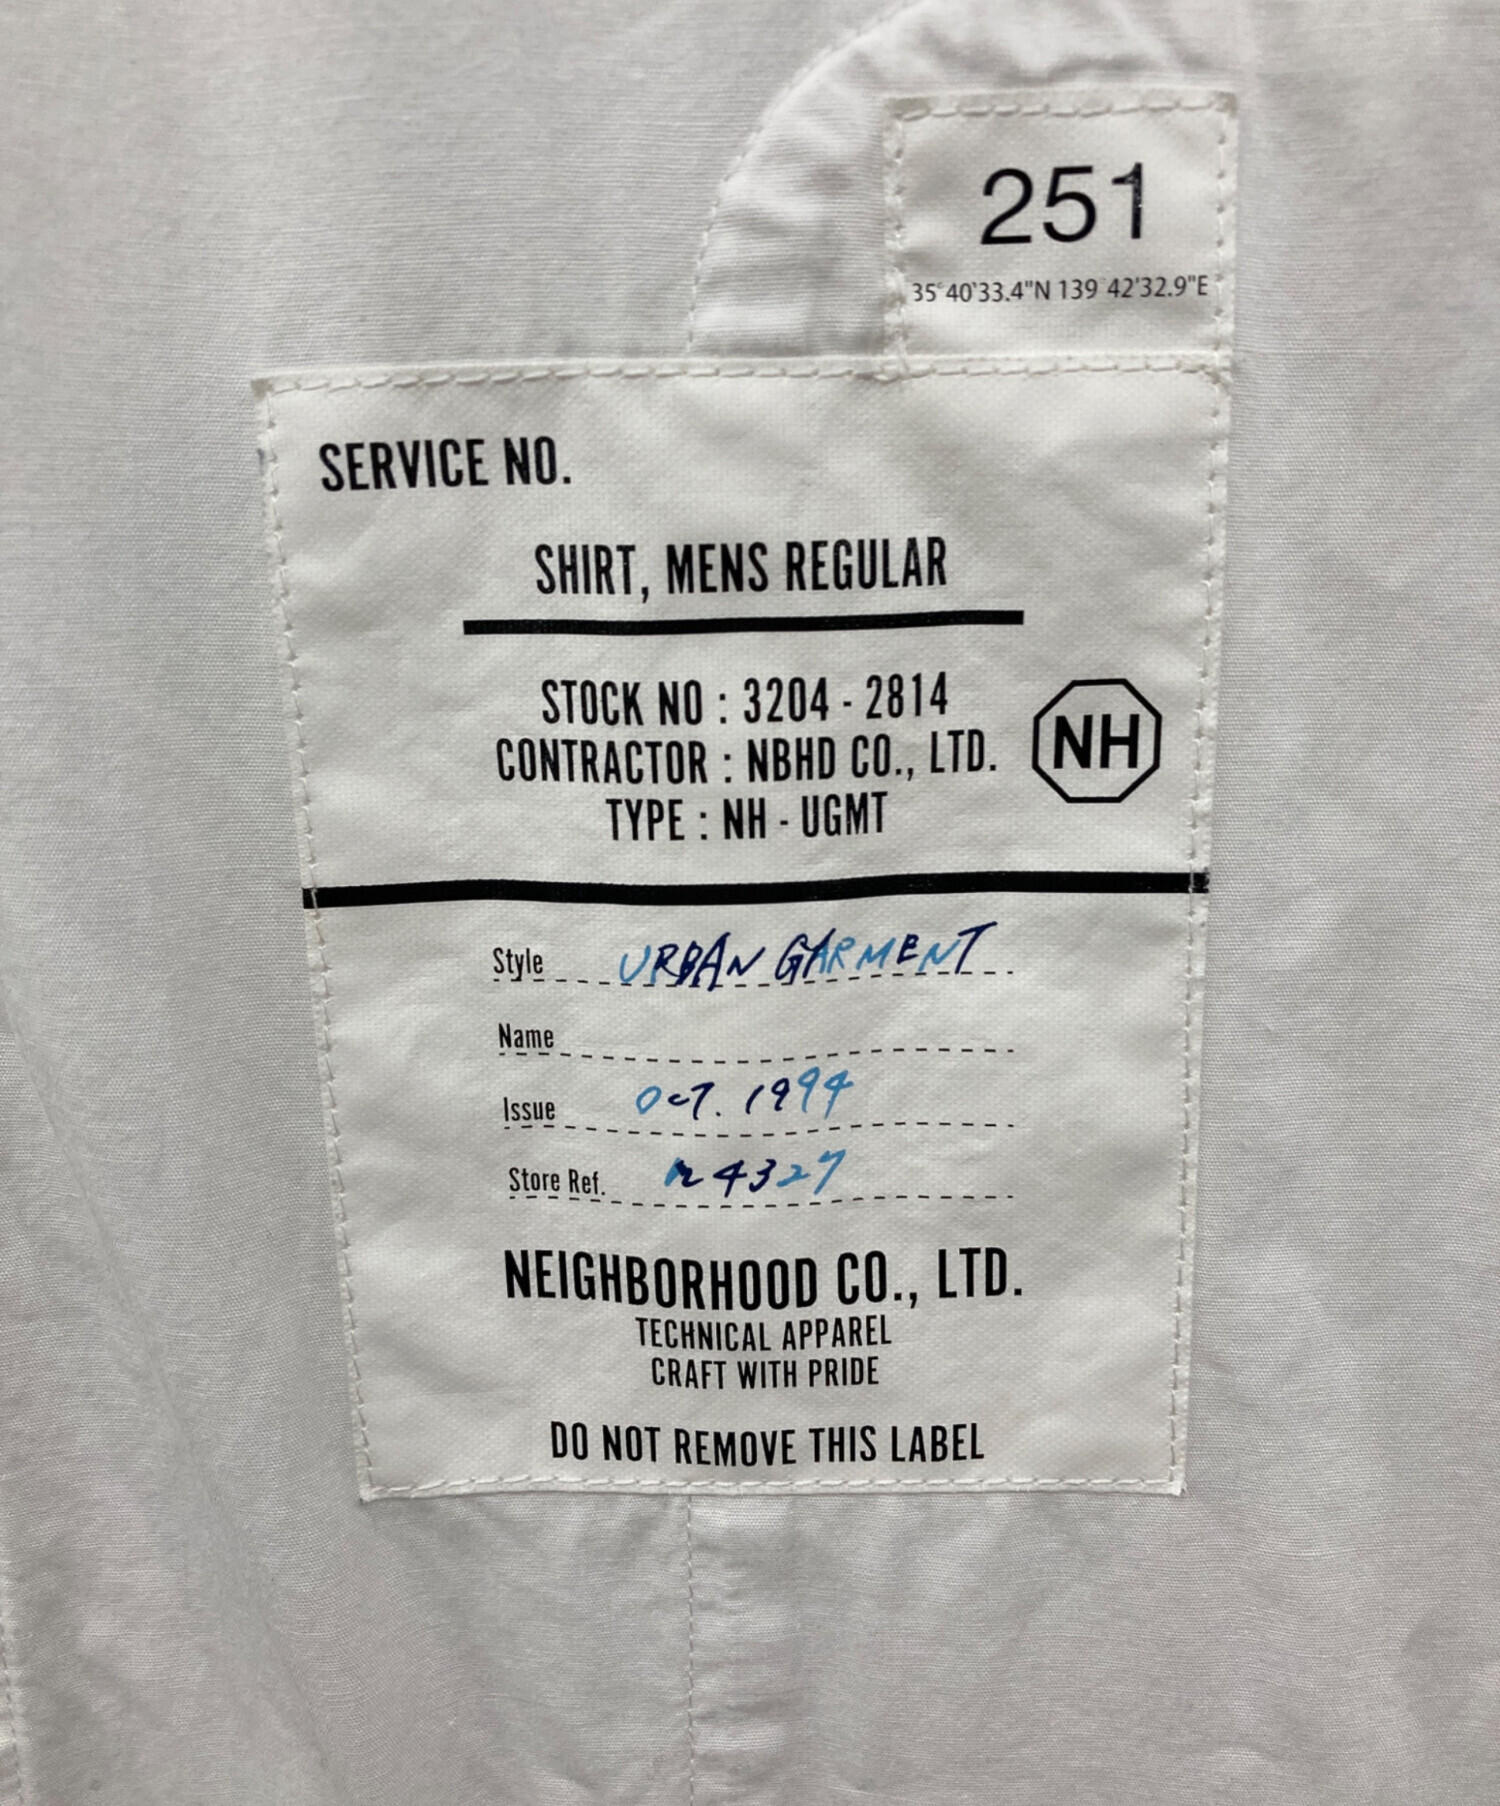 251
35°40'33.4"N 139°42'32.9"E
SERVICE NO.
SHIRT, MENS REGULAR
STOCK NO : 3204 - 2814
CONTRACTOR : NBHD CO., LTD.
NH
TYPE : NH - UGMT
Style URBAN GARMENT
Name
Issue OCT. 1994
Store Ref. 4327
NEIGHBORHOOD CO., LTD.
TECHNICAL APPAREL
CRAFT WITH PRIDE
DO NOT REMOVE THIS LABEL